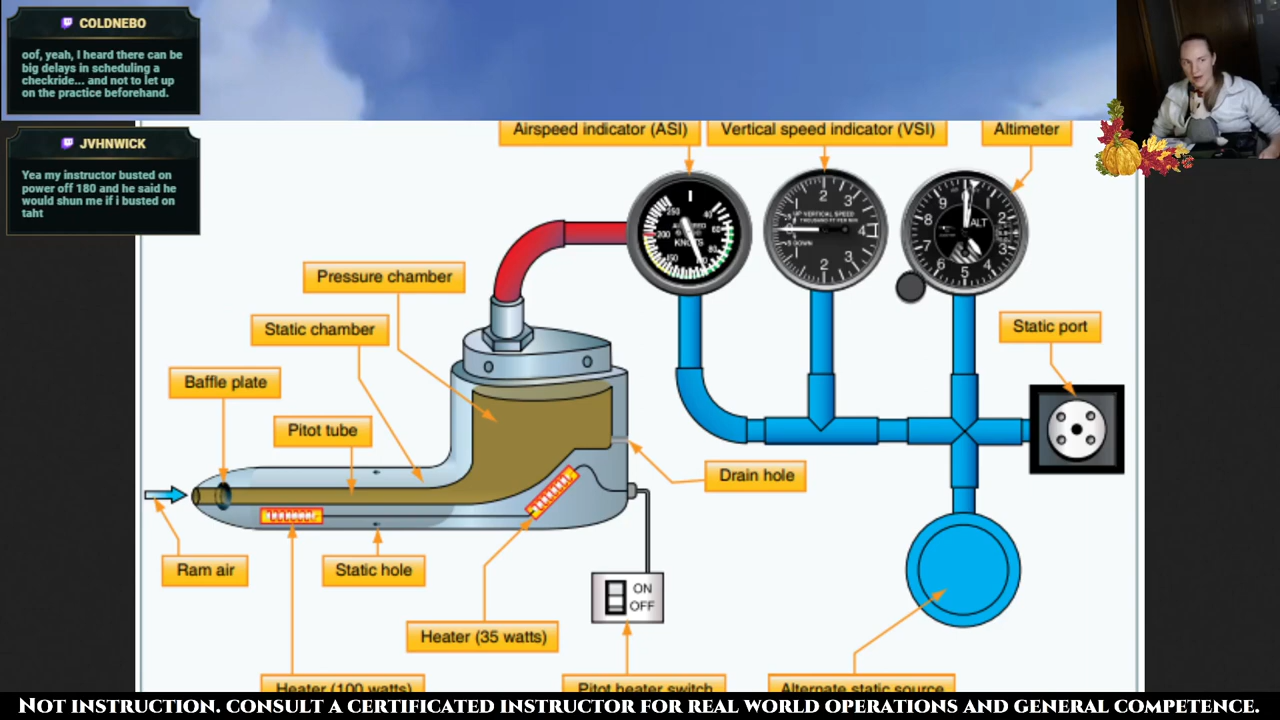 COLDNEBO
oof, yeah, I heard there can be
big delays in scheduling a
checkride... and not to let up
on the practice beforehand.
JVHNWICK
Yea my instructor busted on
power off 180 and he said he
would shun me if i busted on
taht
Airspeed indicator (ASI)
Vertical speed indicator (VSI)
Altimeter
Pressure chamber
Static chamber
Baffle plate
Pitot tube
Static port
Drain hole
Ram air
Static hole
ON
OFF
Heater (35 watts)
Heater (100 watts)
Pitot heater switch
Alternate static source
NOT INSTRUCTION. CONSULT A CERTIFICATED INSTRUCTOR FOR REAL WORLD OPERATIONS AND GENERAL COMPETENCE.